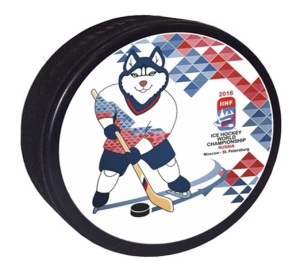 2016
IIHF
ICE HOCKEY
WORLD
CHAMPIONSHIP
RUSSIA
Moscow - St. Petersburg